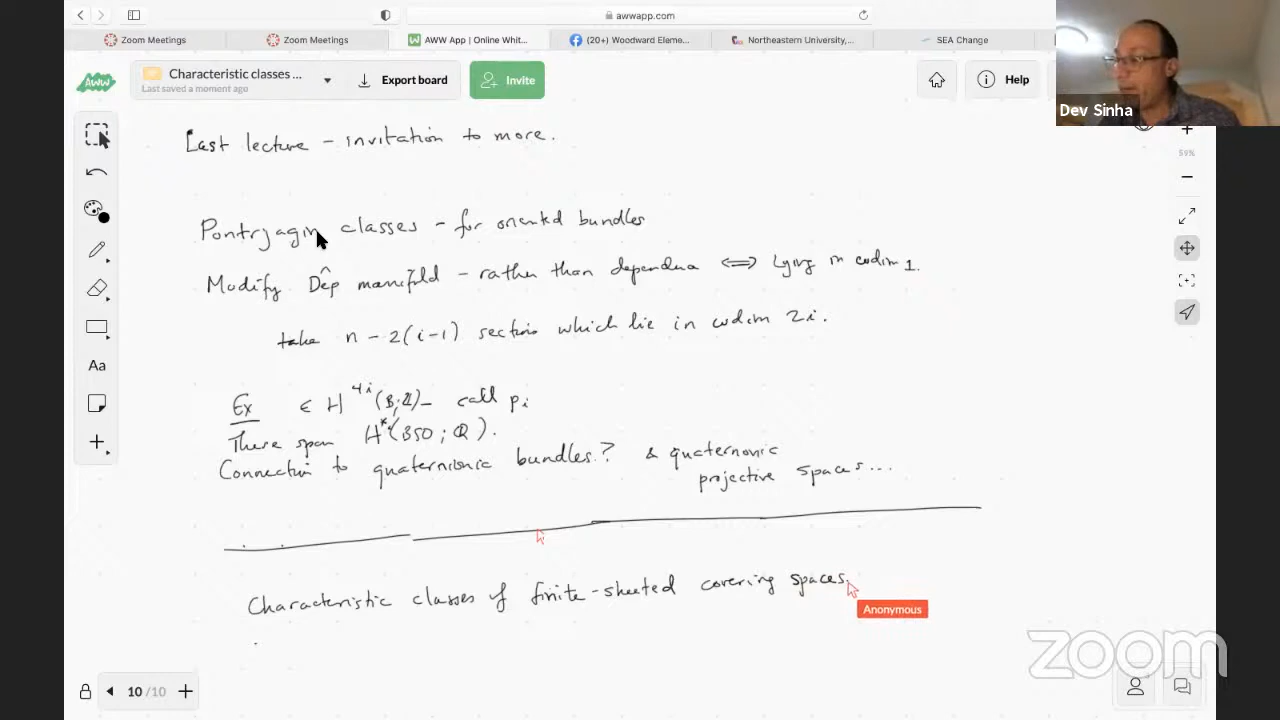 awwapp.com
Zoom Meetings
Zoom Meetings
AWW App | Online Whit...
(20+) Woodward Eleme...
Northeastern University,...
SEA Change
AWW
Characteristic classes ...
Last saved a moment ago
Export board
Invite
Help
Dev Sinha
59%
Last lecture - invitation to more.
Pontrjagin classes - for oriented bundles
Modify Dep manifold - rather than dependence ⟺ lying in codim 1.
take n - 2(i-1) sections which lie in codim 2i.
Ex ∈ H^{4i}(B; Z) - call pi
These span H*(BSO; Q).
Connection to quaternionic bundles? & quaternonic
projective spaces...
Characteristic classes of finite-sheeted covering spaces.
Anonymous
Aa
10 /10
zoom